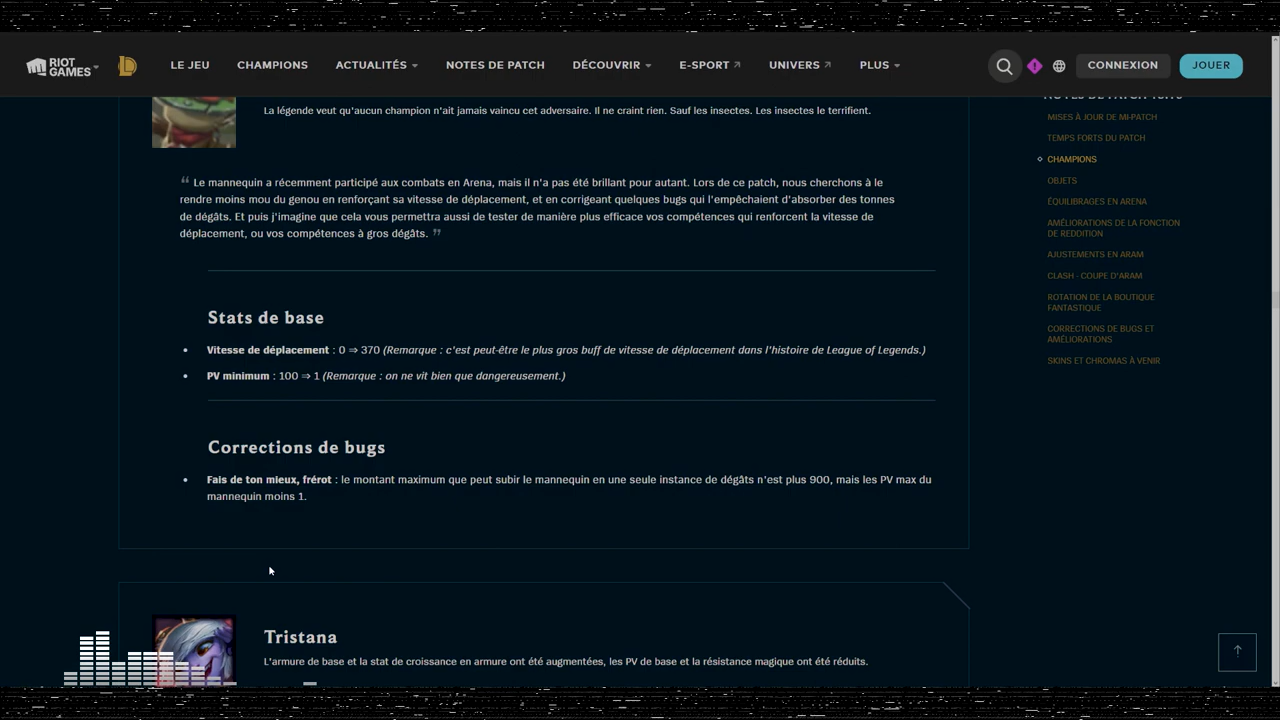 RIOT GAMES
LE JEU
CHAMPIONS
ACTUALITÉS
NOTES DE PATCH
DÉCOUVRIR
E-SPORT
UNIVERS
PLUS
CONNEXION
JOUER
La légende veut qu'aucun champion n'ait jamais vaincu cet adversaire. Il ne craint rien. Sauf les insectes. Les insectes le terrifient.
" Le mannequin a récemment participé aux combats en Arena, mais il n'a pas été brillant pour autant. Lors de ce patch, nous cherchons à le
rendre moins mou du genou en renforçant sa vitesse de déplacement, et en corrigeant quelques bugs qui l'empêchaient d'absorber des tonnes
de dégâts. Et puis j'imagine que cela vous permettra aussi de tester de manière plus efficace vos compétences qui renforcent la vitesse de
déplacement, ou vos compétences à gros dégâts. "
Stats de base
• Vitesse de déplacement : 0 ⇒ 370 (Remarque : c'est peut-être le plus gros buff de vitesse de déplacement dans l'histoire de League of Legends.)
• PV minimum : 100 ⇒ 1 (Remarque : on ne vit bien que dangereusement.)
Corrections de bugs
• Fais de ton mieux, frérot : le montant maximum que peut subir le mannequin en une seule instance de dégâts n'est plus 900, mais les PV max du
mannequin moins 1.
Tristana
L'armure de base et la stat de croissance en armure ont été augmentées, les PV de base et la résistance magique ont été réduits.
MISES À JOUR DE MI-PATCH
TEMPS FORTS DU PATCH
CHAMPIONS
OBJETS
ÉQUILIBRAGES EN ARENA
AMÉLIORATIONS DE LA FONCTION
DE REDDITION
AJUSTEMENTS EN ARAM
CLASH - COUPE D'ARAM
ROTATION DE LA BOUTIQUE
FANTASTIQUE
CORRECTIONS DE BUGS ET
AMÉLIORATIONS
SKINS ET CHROMAS À VENIR